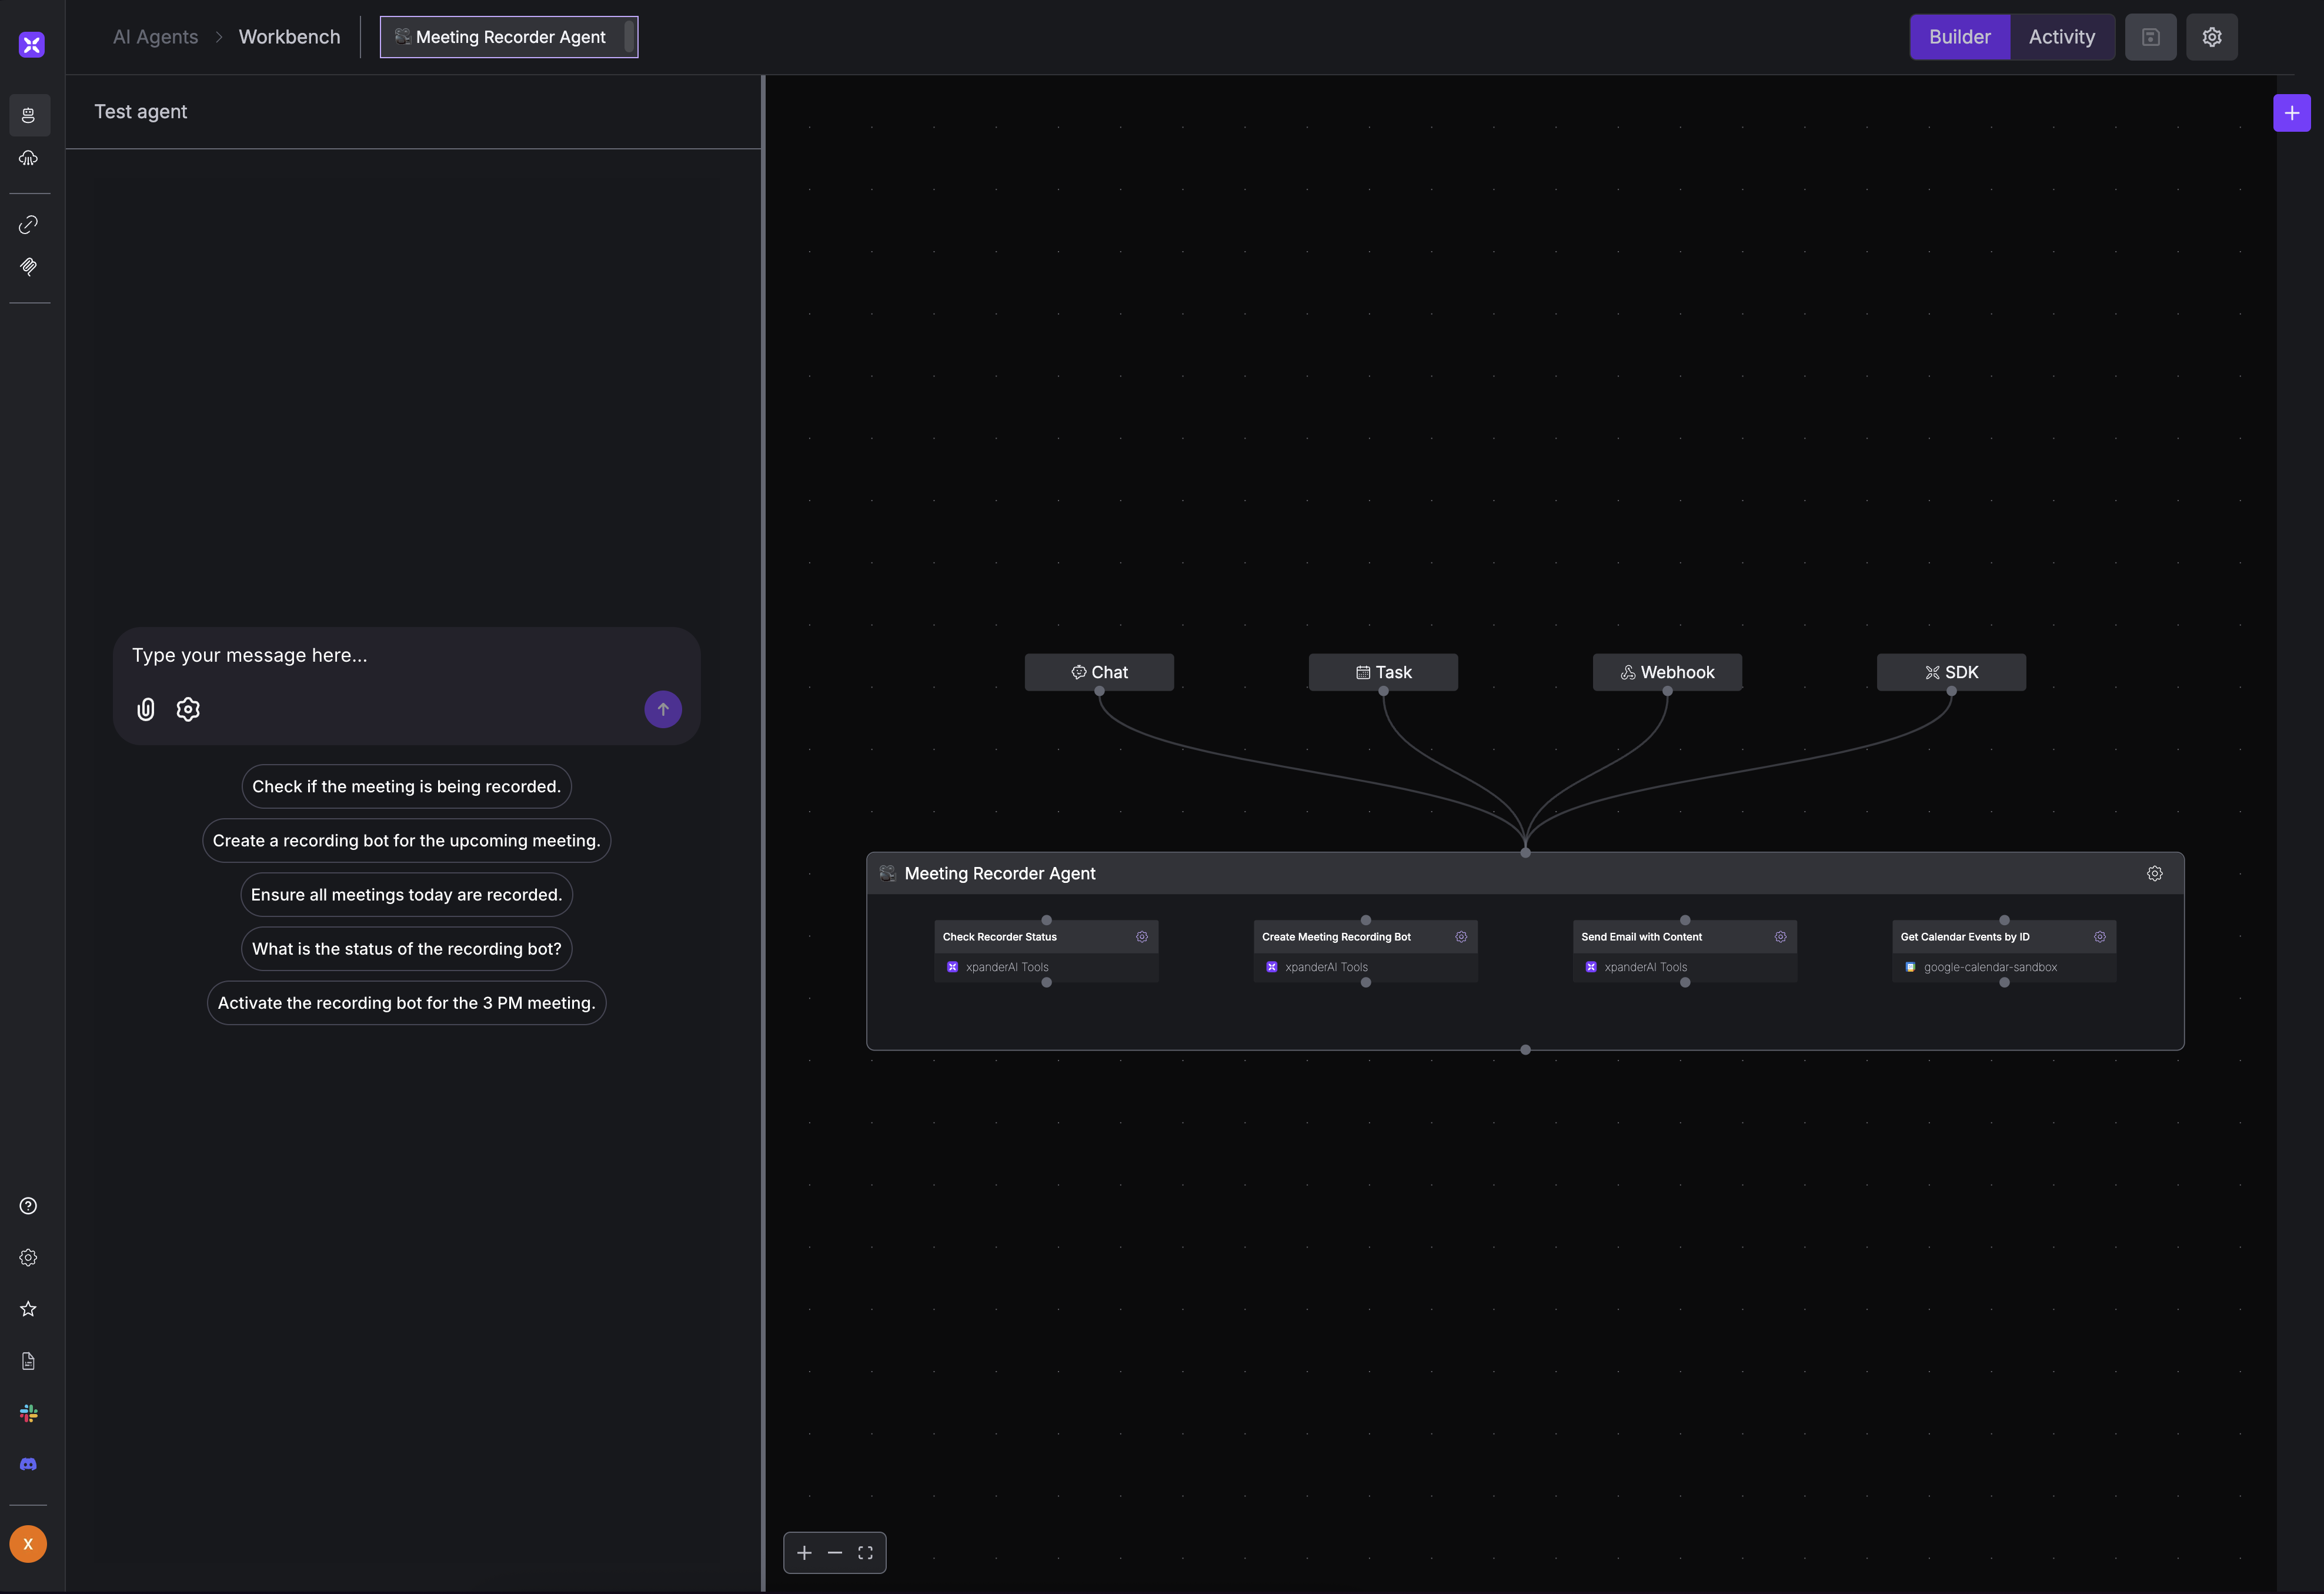 AI Agents
Workbench
Meeting Recorder Agent
Builder
Activity
Test agent
Type your message here...
Check if the meeting is being recorded.
Create a recording bot for the upcoming meeting.
Ensure all meetings today are recorded.
What is the status of the recording bot?
Activate the recording bot for the 3 PM meeting.
Chat
Task
Webhook
SDK
Meeting Recorder Agent
Check Recorder Status
xpanderAI Tools
Create Meeting Recording Bot
xpanderAI Tools
Send Email with Content
xpanderAI Tools
Get Calendar Events by ID
google-calendar-sandbox
X